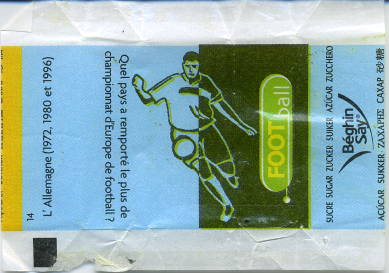 SUCRE SUGAR ZUCKER SUIKER AZÚCAR ZUCCHERO
Béghin
Say
AÇÚCAR SUKKER ΖΑΧΑΡΗ САХАР 砂糖
FOOTball
Quel pays a remporté le plus de
championnat d'Europe de football ?
L'Allemagne (1972, 1980 et 1996)
14